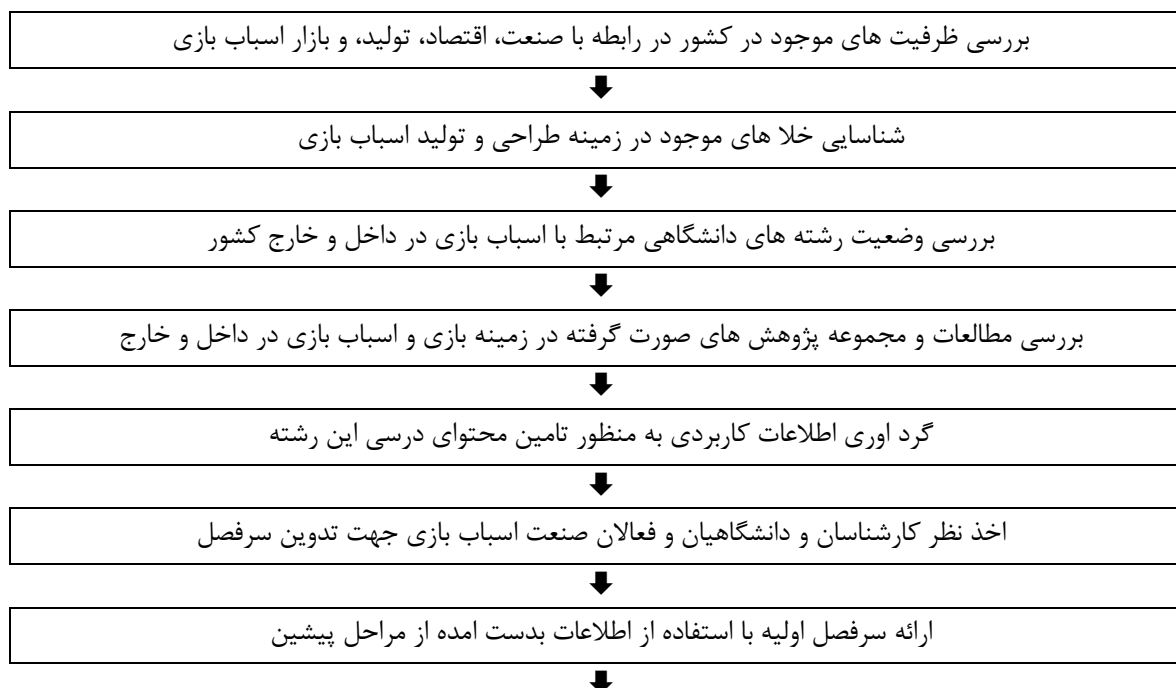 بررسی ظرفیت های موجود در کشور در رابطه با صنعت، اقتصاد، تولید، و بازار اسباب بازی
شناسایی خلا های موجود در زمینه طراحی و تولید اسباب بازی
بررسی وضعیت رشته های دانشگاهی مرتبط با اسباب بازی در داخل و خارج کشور
بررسی مطالعات و مجموعه پژوهش های صورت گرفته در زمینه بازی و اسباب بازی در داخل و خارج
گرد اوری اطلاعات کاربردی به منظور تامین محتوای درسی این رشته
اخذ نظر کارشناسان و دانشگاهیان و فعالان صنعت اسباب بازی جهت تدوین سرفصل
ارائه سرفصل اولیه با استفاده از اطلاعات بدست امده از مراحل پیشین